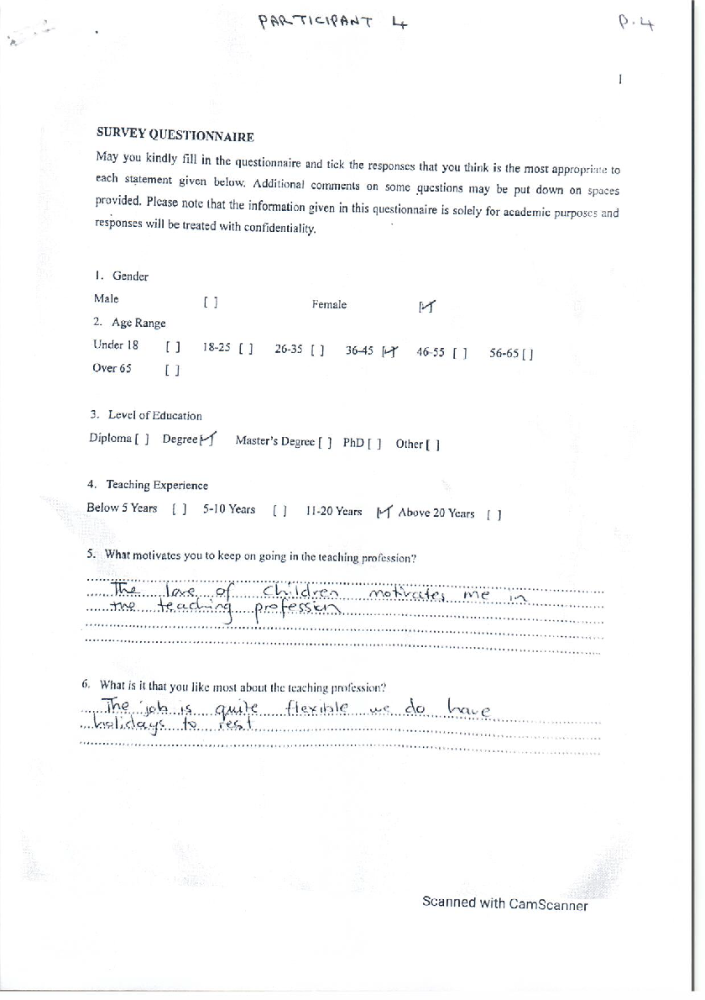 PARTICIPANT 4 P.4
1
SURVEY QUESTIONNAIRE
May you kindly fill in the questionnaire and tick the responses that you think is the most appropriate to
each statement given below. Additional comments on some questions may be put down on spaces
provided. Please note that the information given in this questionnaire is solely for academic purposes and
responses will be treated with confidentiality.
1. Gender
Male [ ] Female [✓]
2. Age Range
Under 18 [ ] 18-25 [ ] 26-35 [ ] 36-45 [✓] 46-55 [ ] 56-65 [ ]
Over 65 [ ]
3. Level of Education
Diploma [ ] Degree [✓] Master's Degree [ ] PhD [ ] Other [ ]
4. Teaching Experience
Below 5 Years [ ] 5-10 Years [ ] 11-20 Years [✓] Above 20 Years [ ]
5. What motivates you to keep on going in the teaching profession?
The love of children motivates me in
the teaching profession
6. What is it that you like most about the teaching profession?
The job is quite flexible we do have
holidays to rest
Scanned with CamScanner